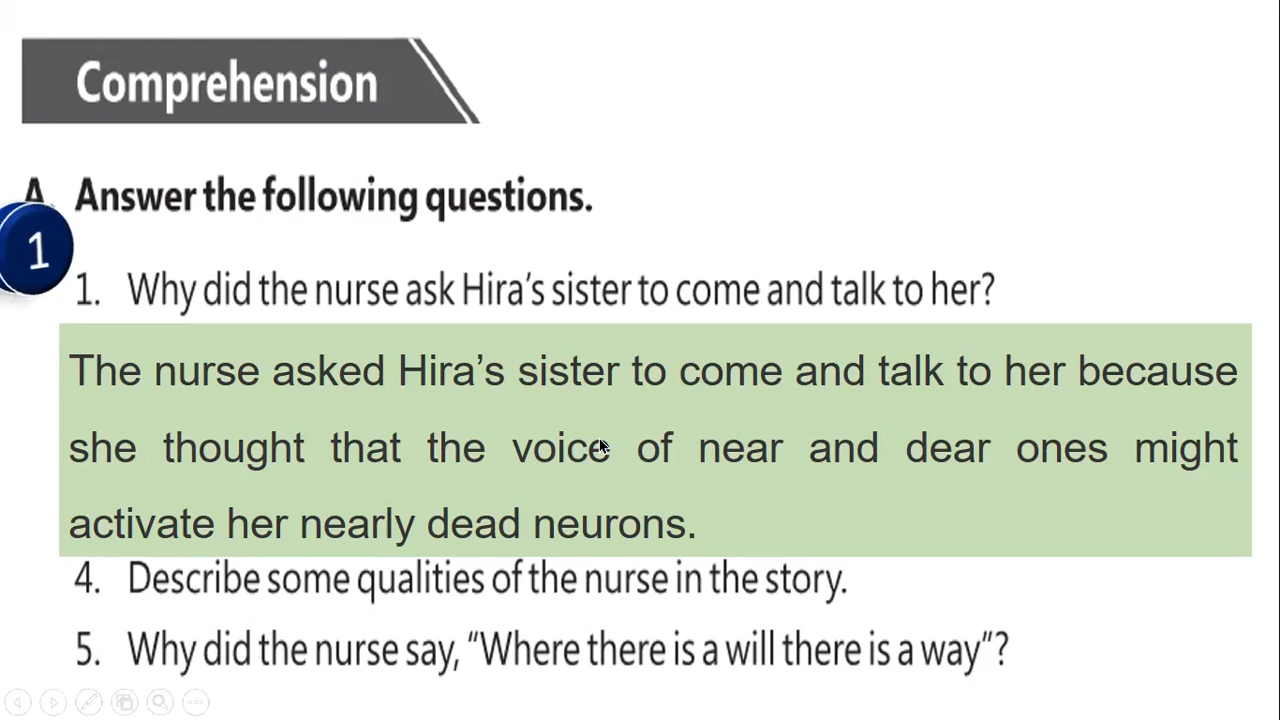 Comprehension
A. Answer the following questions.
1
1. Why did the nurse ask Hira's sister to come and talk to her?
The nurse asked Hira’s sister to come and talk to her because
she thought that the voice of near and dear ones might
activate her nearly dead neurons.
4. Describe some qualities of the nurse in the story.
5. Why did the nurse say, “Where there is a will there is a way”?